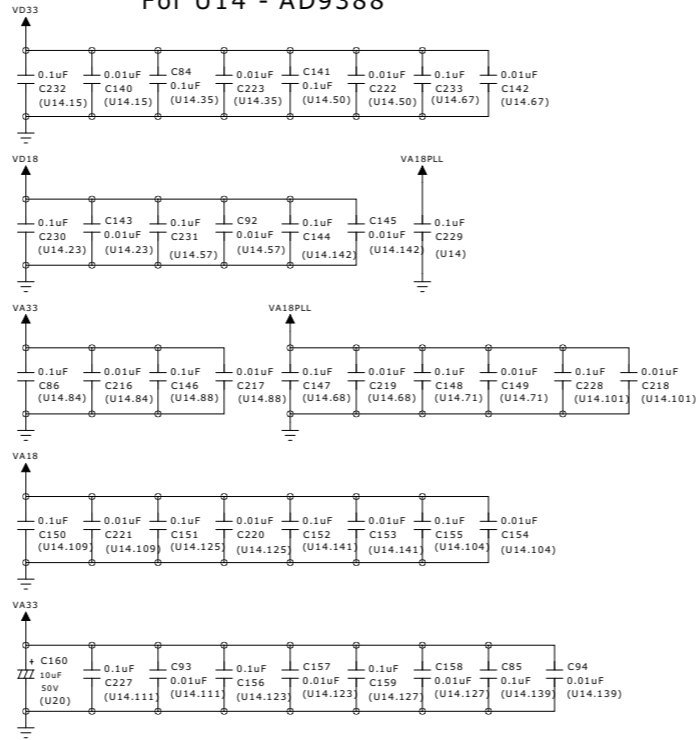 For U14 - AD9388
VD33
0.1uF
C232
(U14.15)
0.01uF
C140
(U14.15)
C84
0.1uF
(U14.35)
0.01uF
C223
(U14.35)
C141
0.1uF
(U14.50)
0.01uF
C222
(U14.50)
0.1uF
C233
(U14.67)
0.01uF
C142
(U14.67)
VD18
0.1uF
C230
(U14.23)
C143
0.01uF
(U14.23)
0.1uF
C231
(U14.57)
C92
0.01uF
(U14.57)
0.1uF
C144
(U14.142)
C145
0.01uF
(U14.142)
VA18PLL
0.1uF
C229
(U14)
VA33
0.1uF
C86
(U14.84)
0.01uF
C216
(U14.84)
0.1uF
C146
(U14.88)
0.01uF
C217
(U14.88)
VA18PLL
0.1uF
C147
(U14.68)
0.01uF
C219
(U14.68)
0.1uF
C148
(U14.71)
0.01uF
C149
(U14.71)
0.1uF
C228
(U14.101)
0.01uF
C218
(U14.101)
VA18
0.1uF
C150
(U14.109)
0.01uF
C221
(U14.109)
0.1uF
C151
(U14.125)
0.01uF
C220
(U14.125)
0.1uF
C152
(U14.141)
0.01uF
C153
(U14.141)
0.1uF
C155
(U14.104)
0.01uF
C154
(U14.104)
VA33
+ C160
10uF
50V
(U20)
0.1uF
C227
(U14.111)
C93
0.01uF
(U14.111)
0.1uF
C156
(U14.123)
C157
0.01uF
(U14.123)
0.1uF
C159
(U14.127)
C158
0.01uF
(U14.127)
C85
0.1uF
(U14.139)
C94
0.01uF
(U14.139)